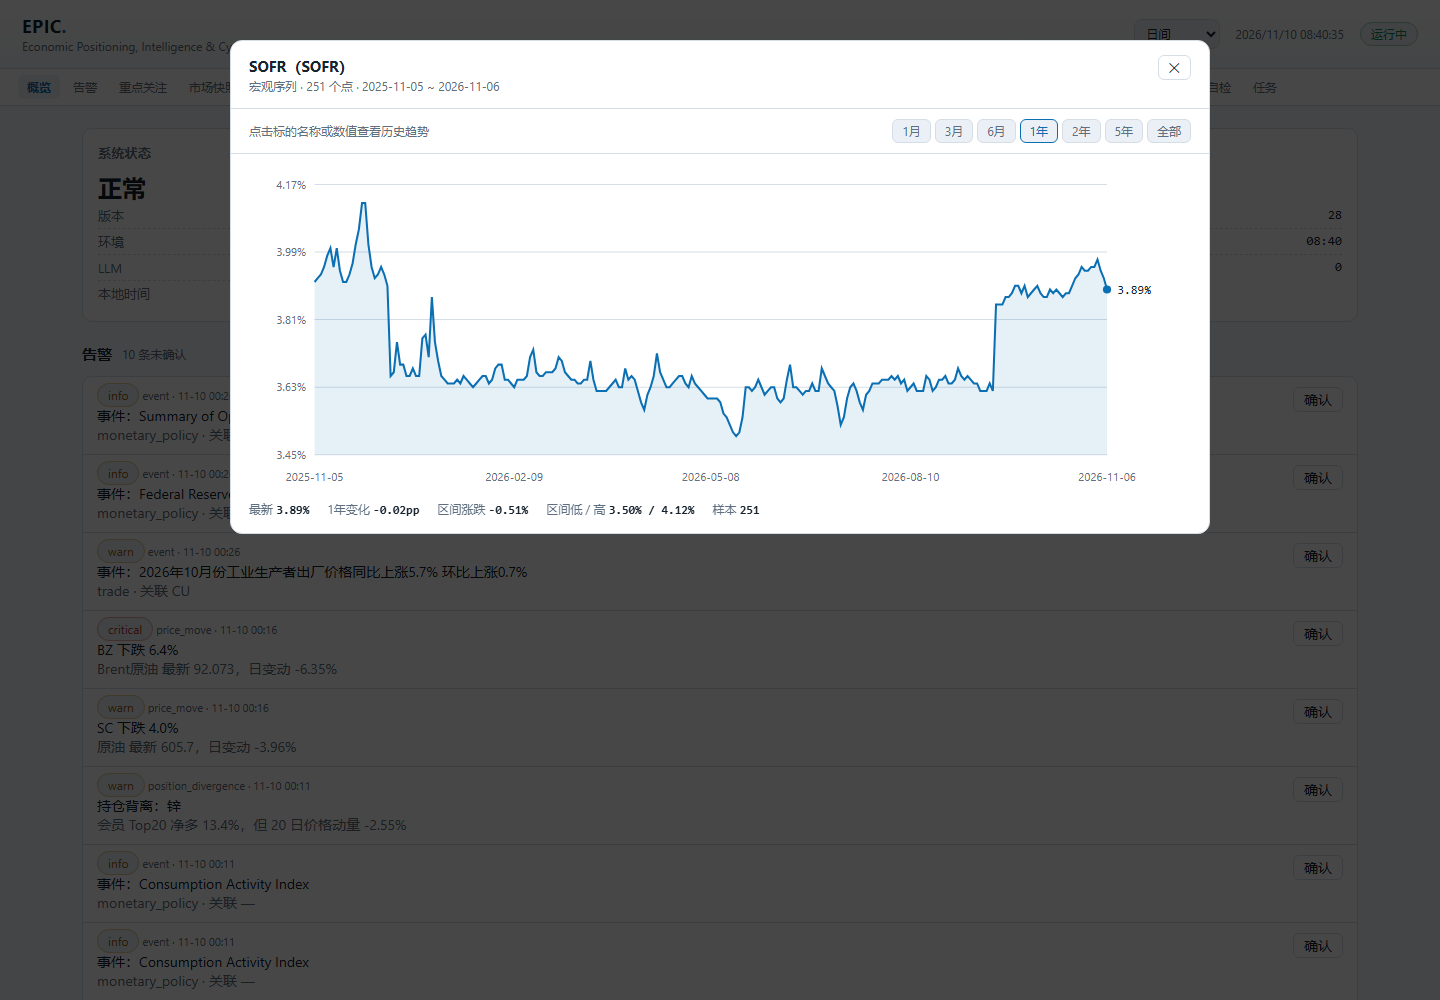 EPIC.
Economic Positioning, Intelligence & Cy
日间
2026/11/10 08:40:35
运行中
概览 告警 重点关注 市场快 自检 任务
SOFR（SOFR）
宏观序列 · 251 个点 · 2025-11-05 ~ 2026-11-06
点击标的名称或数值查看历史趋势
1月 3月 6月 1年 2年 5年 全部
4.17%
3.99%
3.81%
3.63%
3.45%
3.89%
2025-11-05 2026-02-09 2026-05-08 2026-08-10 2026-11-06
最新 3.89% 1年变化 -0.02pp 区间涨跌 -0.51% 区间低 / 高 3.50% / 4.12% 样本 251
系统状态
正常
版本 28
环境 08:40
LLM 0
本地时间
告警 10 条未确认
info event · 11-10 00:2
事件：Summary of Op
monetary_policy · 关
确认
info event · 11-10 00:2
事件：Federal Reserv
monetary_policy · 关
确认
warn event · 11-10 00:26
事件：2026年10月份工业生产者出厂价格同比上涨5.7% 环比上涨0.7%
trade · 关联 CU
确认
critical price_move · 11-10 00:16
BZ 下跌 6.4%
Brent原油 最新 92.073，日变动 -6.35%
确认
warn price_move · 11-10 00:16
SC 下跌 4.0%
原油 最新 605.7，日变动 -3.96%
确认
warn position_divergence · 11-10 00:11
持仓背离：锌
会员 Top20 净多 13.4%，但 20 日价格动量 -2.55%
确认
info event · 11-10 00:11
事件：Consumption Activity Index
monetary_policy · 关联 —
确认
info event · 11-10 00:11
事件：Consumption Activity Index
monetary_policy · 关联 —
确认